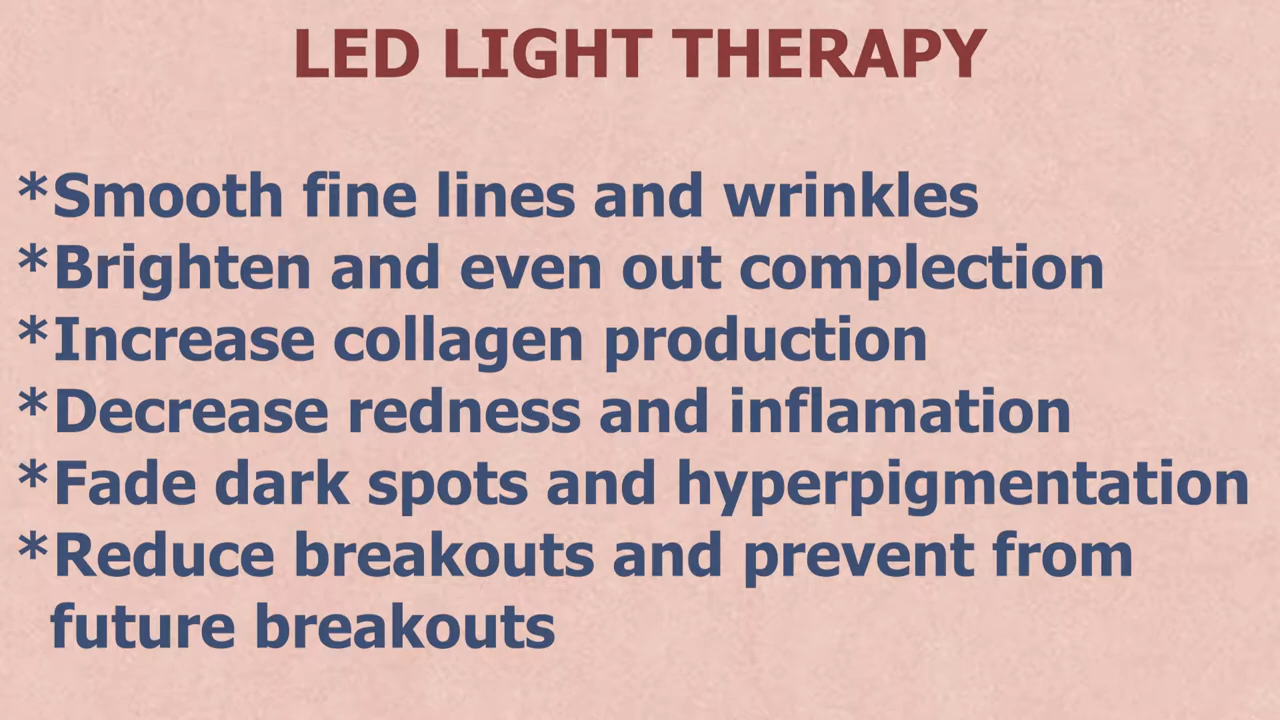 LED LIGHT THERAPY
*Smooth fine lines and wrinkles
*Brighten and even out complection
*Increase collagen production
*Decrease redness and inflamation
*Fade dark spots and hyperpigmentation
*Reduce breakouts and prevent from
future breakouts